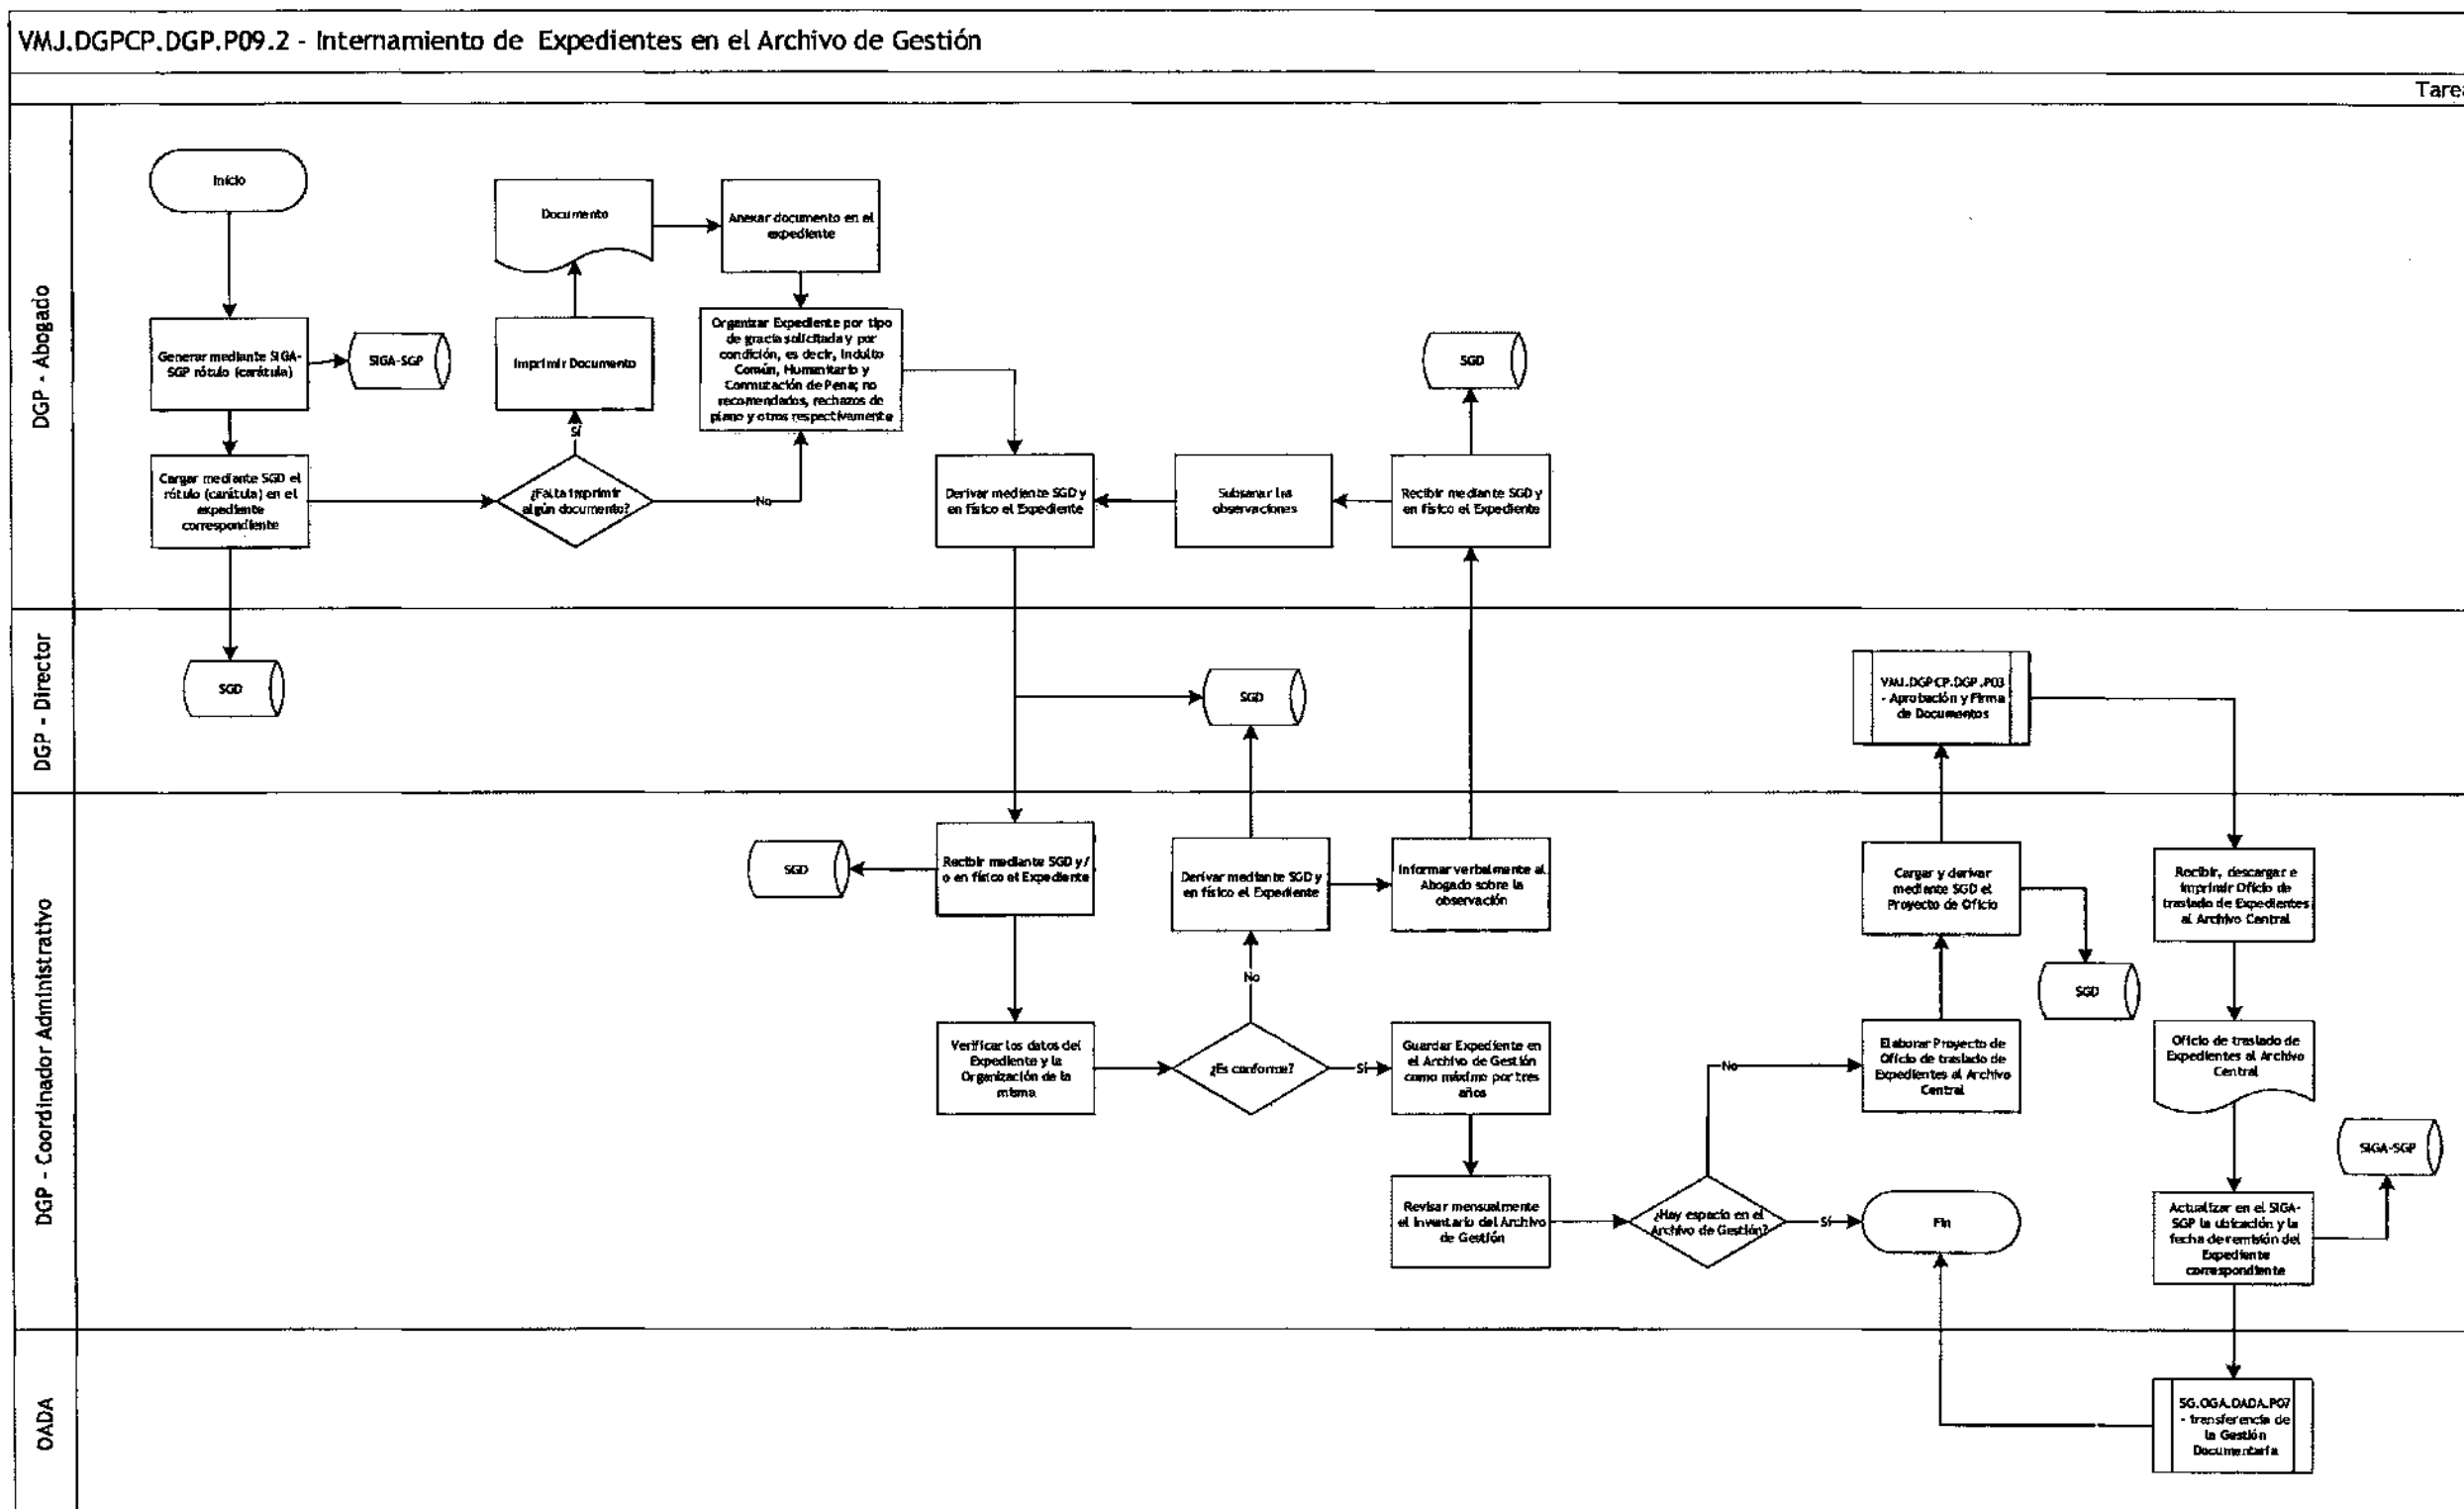 VMJ.DGPCP.DGP.P09.2 - Internamiento de Expedientes en el Archivo de Gestión
Tarea
DGP - Abogado
Inicio
Generar mediante SIGA-
SGP rótulo (carátula)
SIGA-SGP
Cargar mediante SGD el
rótulo (carátula) en el
expediente
correspondiente
¿Falta imprimir
algún documento?
Sí
No
Imprimir Documento
Documento
Anexar documento en el
expediente
Organizar Expediente por tipo
de gracia solicitada y por
condición, es decir, Indulto
Común, Humanitario y
Conmutación de Pena; no
recomendados, rechazos de
plano y otros respectivamente
Derivar mediante SGD y
en físico el Expediente
Subsanar las
observaciones
Recibir mediante SGD y
en físico el Expediente
SGD
DGP - Director
SGD
SGD
VMJ.DGPCP.DGP.P03
- Aprobación y Firma
de Documentos
DGP - Coordinador Administrativo
SGD
Recibir mediante SGD y/
o en físico el Expediente
Derivar mediante SGD y
en físico el Expediente
Informar verbalmente al
Abogado sobre la
observación
Cargar y derivar
mediante SGD el
Proyecto de Oficio
SGD
Recibir, descargar e
imprimir Oficio de
traslado de Expedientes
al Archivo Central
Verificar los datos del
Expediente y la
Organización de la
misma
¿Es conforme?
No
Sí
Guardar Expediente en
el Archivo de Gestión
como máximo por tres
años
Elaborar Proyecto de
Oficio de traslado de
Expedientes al Archivo
Central
Oficio de traslado de
Expedientes al Archivo
Central
Revisar mensualmente
el inventario del Archivo
de Gestión
¿Hay espacio en el
Archivo de Gestión?
No
Sí
Fin
Actualizar en el SIGA-
SGP la ubicación y la
fecha de remisión del
Expediente
correspondiente
SIGA-SGP
OADA
SG.OGA.OADA.P07
- transferencia de
la Gestión
Documentaria